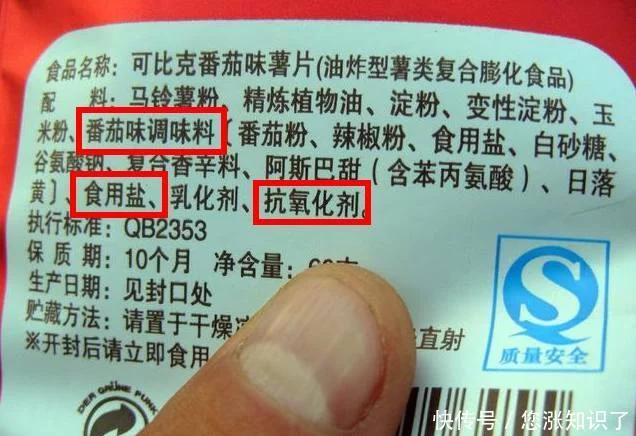 食品名称：可比克番茄味薯片(油炸型薯类复合膨化食品)
配 料：马铃薯粉、精炼植物油、淀粉、变性淀粉、玉
米粉、番茄味调味料（番茄粉、辣椒粉、食用盐、白砂糖、
谷氨酸钠、复合香辛料、阿斯巴甜（含苯丙氨酸）、日落
黄〕、食用盐、乳化剂、抗氧化剂。
执行标准：QB2353
保 质 期：10个月 净含量：
生产日期：见封口处
贮藏方法：请置于干燥 直射
※开封后请立即食用
质量安全
DER GRÜNE PUNK
快传号／您涨知识了